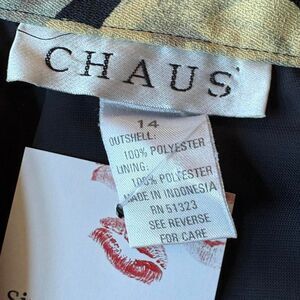 CHAUS
14
OUTSHELL:
100% POLYESTER
LINING:
100% POLYESTER
MADE IN INDONESIA
RN 51323
SEE REVERSE
FOR CARE